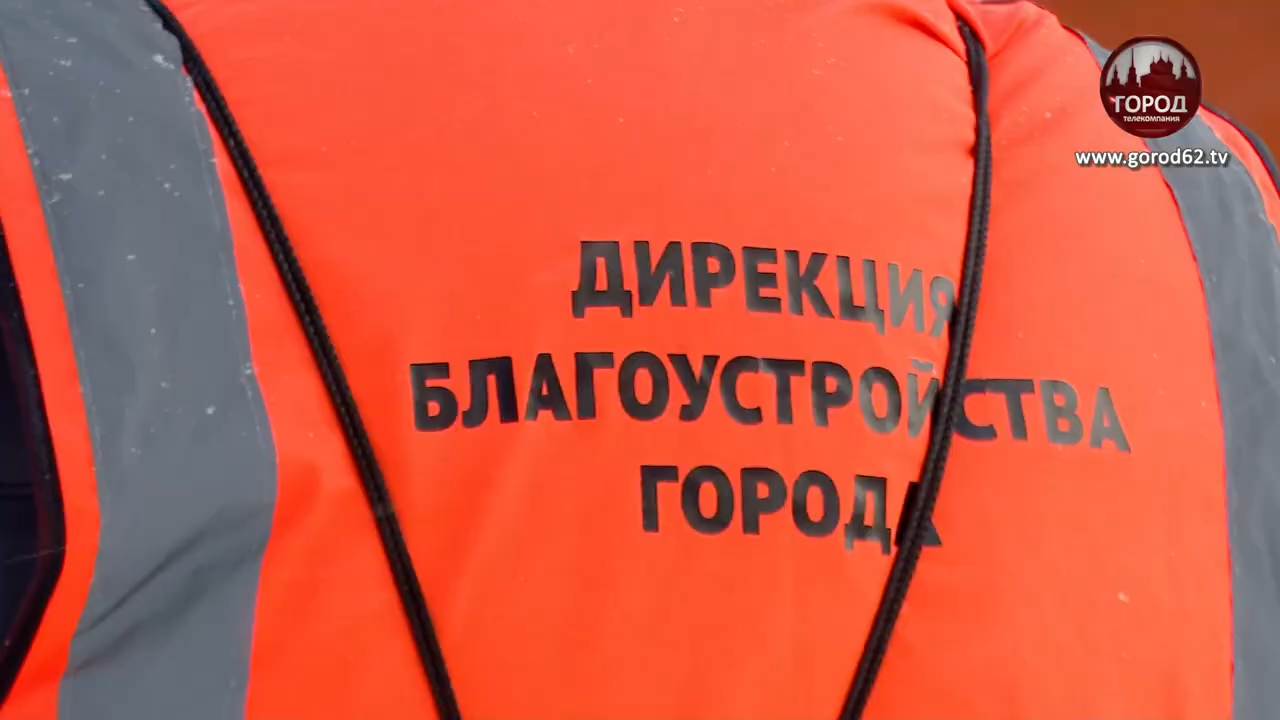 ГОРОД
телекомпания
www.gorod62.tv
ДИРЕКЦИЯ
БЛАГОУСТРОЙСТВА
ГОРОДА